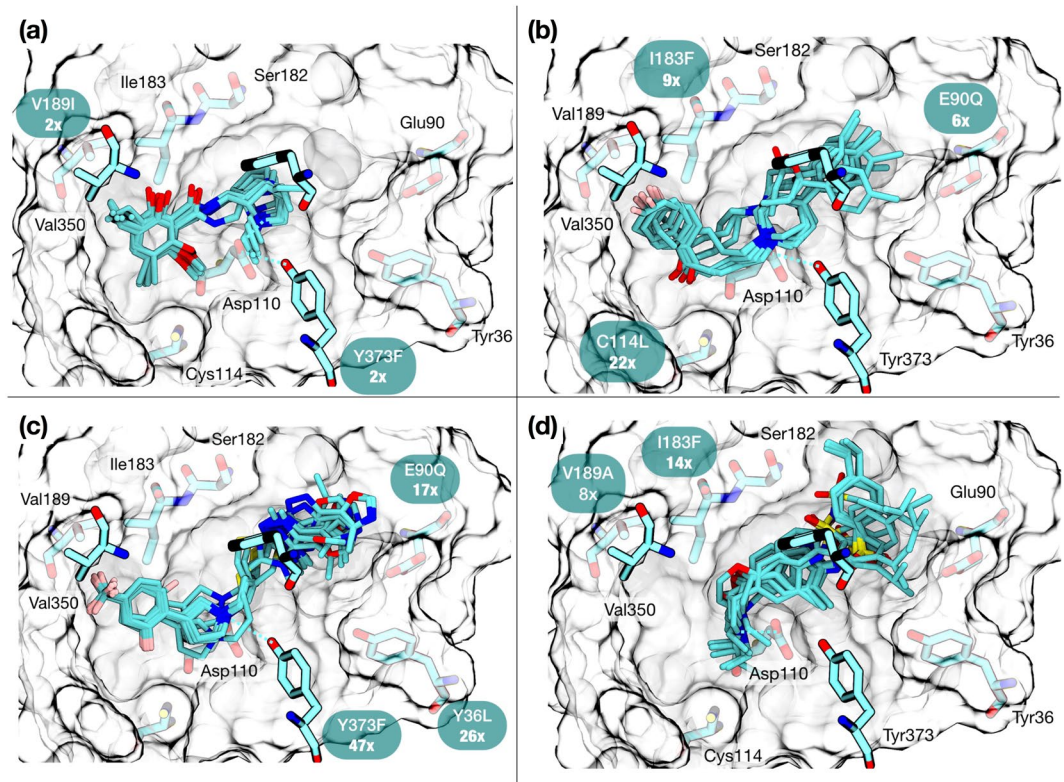 (a)
Ser182
Ile183
V189I
2x
Glu90
Val350
Asp110
Tyr36
Y373F
2x
Cys114
(b)
Ser182
I183F
9x
E90Q
6x
Val189
Val350
Asp110
Tyr36
C114L
22x
Tyr373
(c)
Ser182
Ile183
E90Q
17x
Val189
Val350
Asp110
Y373F
47x
Y36L
26x
(d)
Ser182
I183F
14x
V189A
8x
Glu90
Val350
Asp110
Tyr36
Tyr373
Cys114